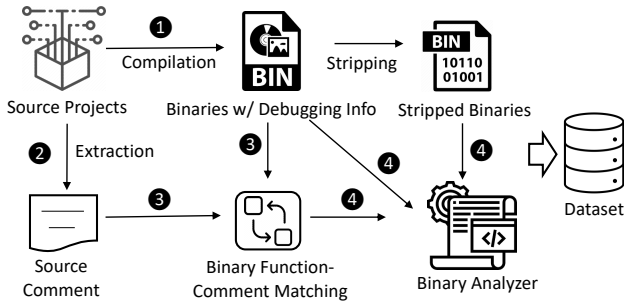 ❶
Compilation
BIN
Stripping
BIN
10110
01001
Source Projects
Binaries w/ Debugging Info
Stripped Binaries
❷ Extraction
❸
❹
❹
Dataset
❸
❹
</>
Source
Comment
Binary Function-
Comment Matching
Binary Analyzer